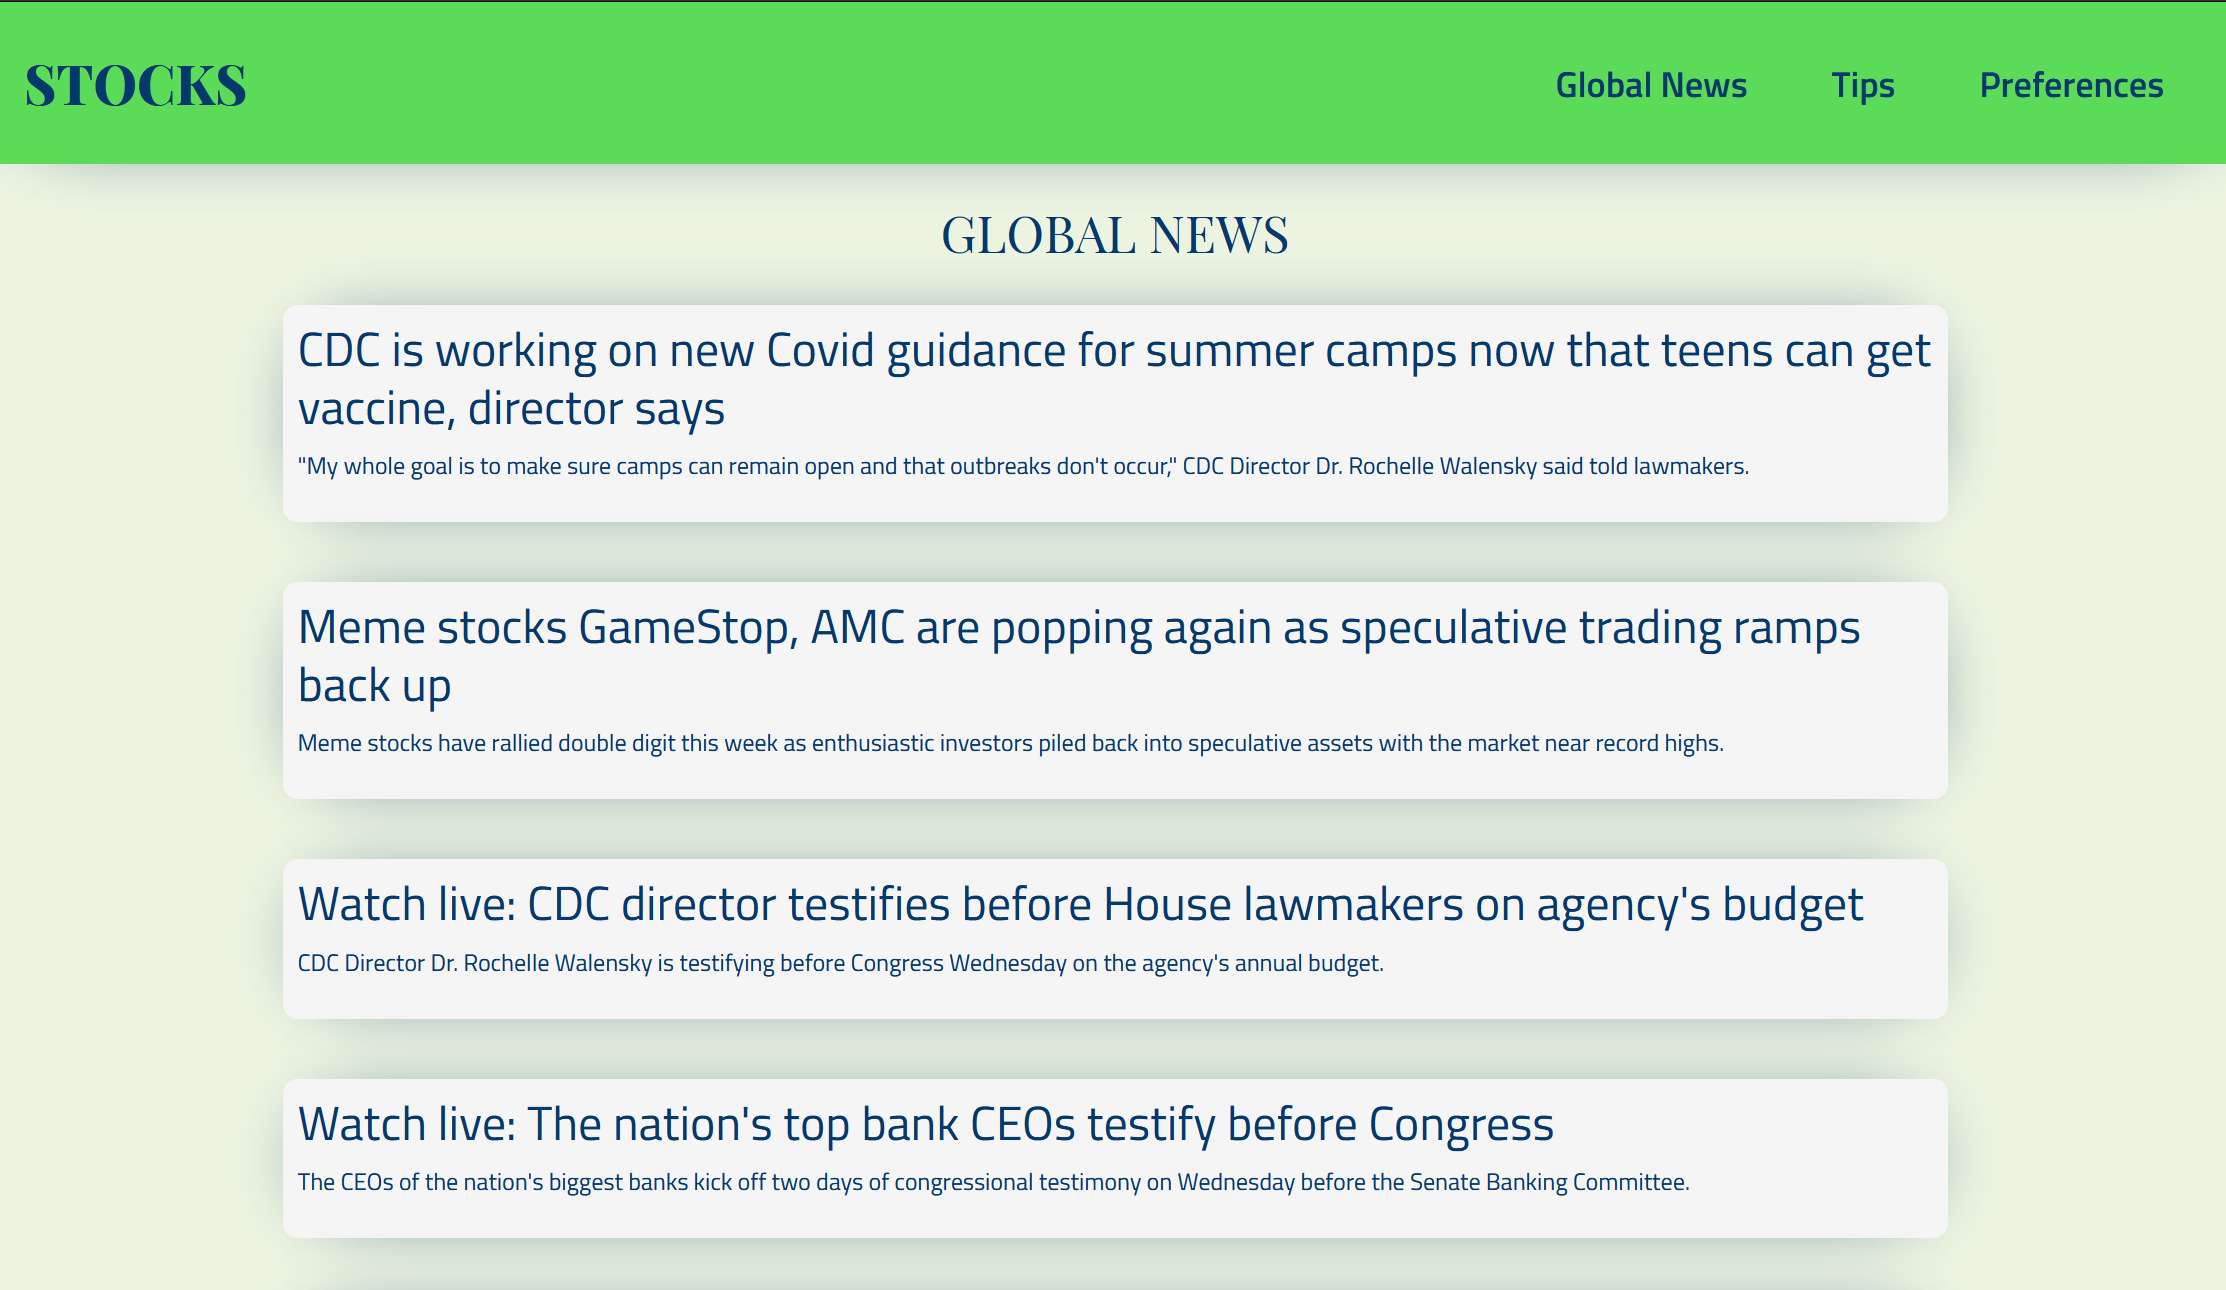 STOCKS
Global News
Tips
Preferences
GLOBAL NEWS
CDC is working on new Covid guidance for summer camps now that teens can get
vaccine, director says
"My whole goal is to make sure camps can remain open and that outbreaks don't occur," CDC Director Dr. Rochelle Walensky said told lawmakers.
Meme stocks GameStop, AMC are popping again as speculative trading ramps
back up
Meme stocks have rallied double digit this week as enthusiastic investors piled back into speculative assets with the market near record highs.
Watch live: CDC director testifies before House lawmakers on agency's budget
CDC Director Dr. Rochelle Walensky is testifying before Congress Wednesday on the agency's annual budget.
Watch live: The nation's top bank CEOs testify before Congress
The CEOs of the nation's biggest banks kick off two days of congressional testimony on Wednesday before the Senate Banking Committee.